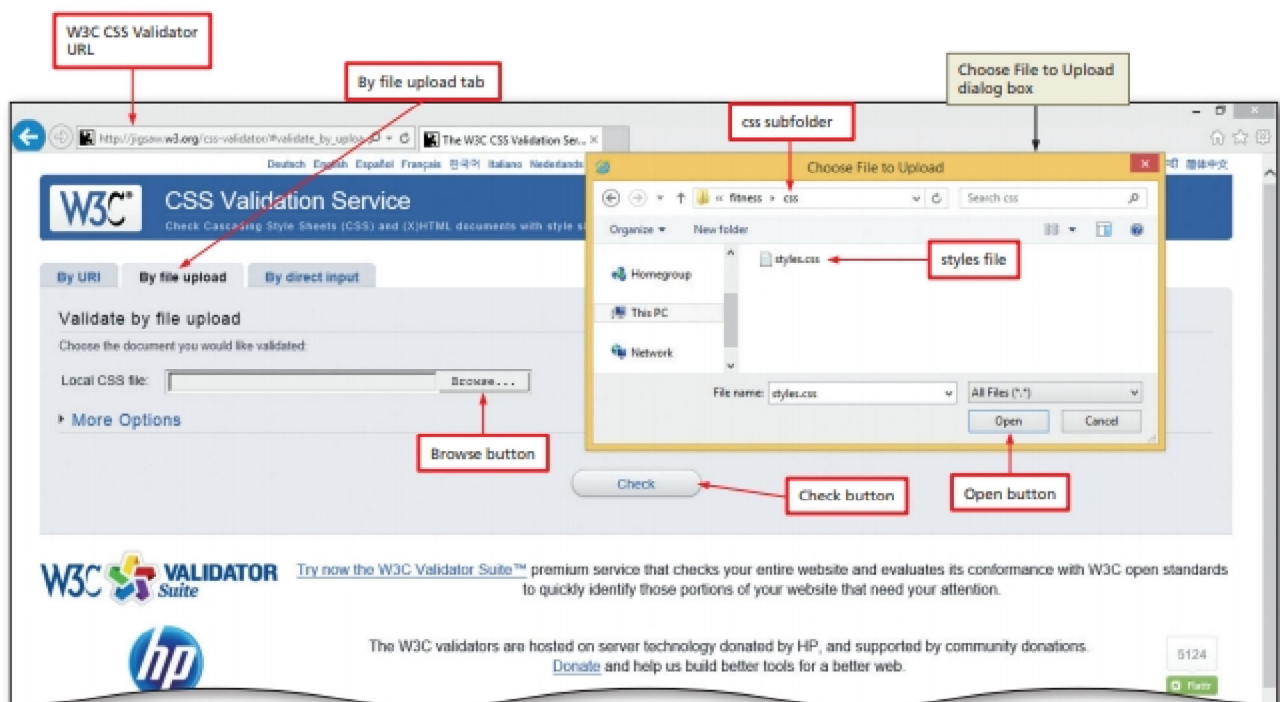 W3C CSS Validator
URL
By file upload tab
Choose File to Upload
dialog box
css subfolder
http://jigsaw.w3.org/css-validator/#validate_by_uploa
The W3C CSS Validation Ser...
Deutsch English Español Français 한국어 Italiano Nederlands
简体中文
Choose File to Upload
W3C
CSS Validation Service
Check Cascading Style Sheets (CSS) and (X)HTML documents with style s
« fitness » css
Search css
Organize
New folder
By URI
By file upload
By direct input
Homegroup
styles.css
styles file
This PC
Network
Validate by file upload
Choose the document you would like validated:
Local CSS file:
Browse...
More Options
File name:
styles.css
All Files (*.*)
Open
Cancel
Browse button
Check
Check button
Open button
W3C VALIDATOR
Suite
Try now the W3C Validator Suite™ premium service that checks your entire website and evaluates its conformance with W3C open standards
to quickly identify those portions of your website that need your attention.
hp
The W3C validators are hosted on server technology donated by HP, and supported by community donations.
Donate and help us build better tools for a better web.
5124
Flattr